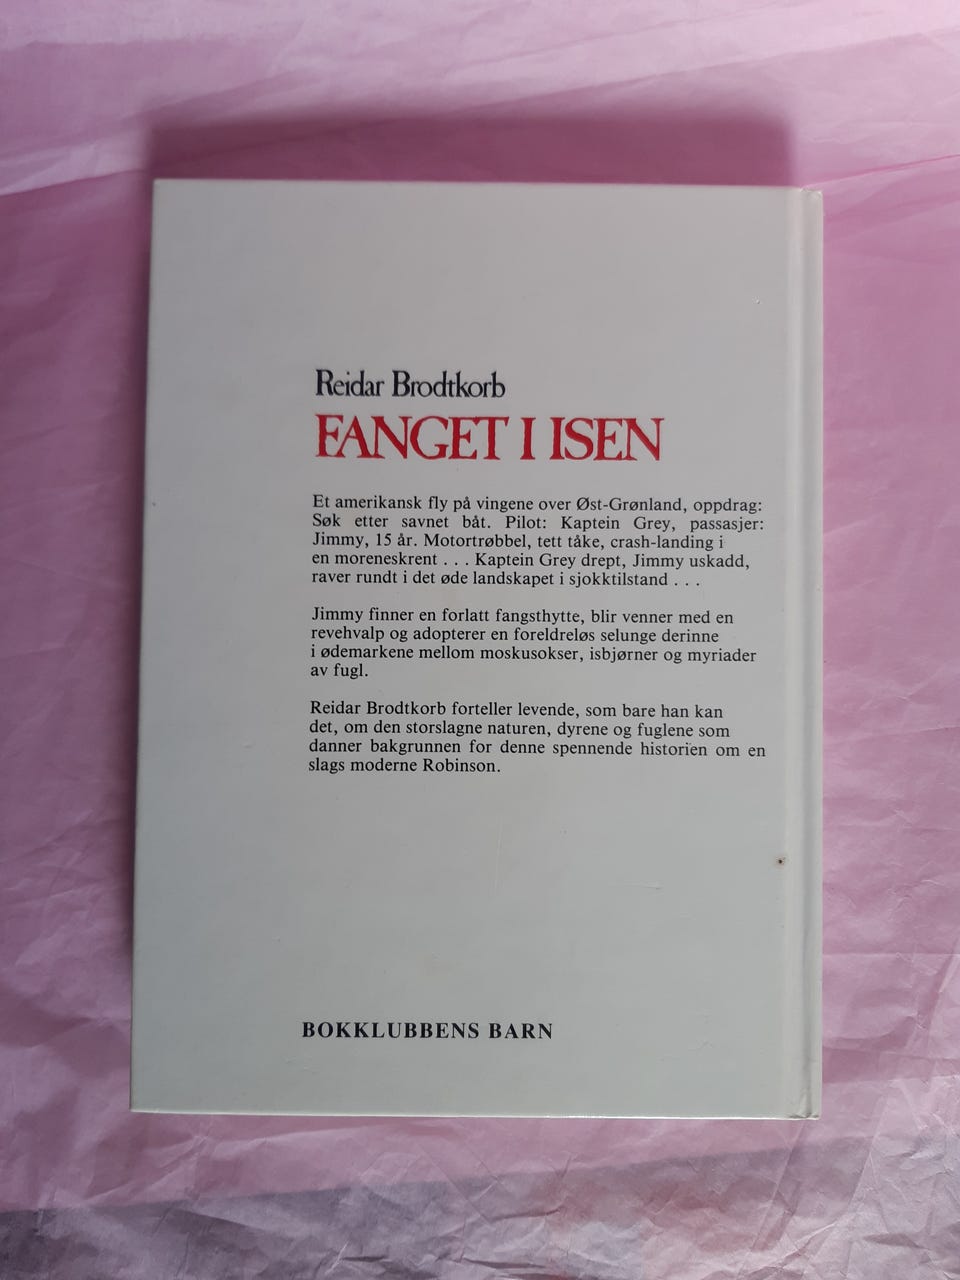 Reidar Brodtkorb
FANGET I ISEN
Et amerikansk fly på vingene over Øst-Grønland, oppdrag:
Søk etter savnet båt. Pilot: Kaptein Grey, passasjer:
Jimmy, 15 år. Motortrøbbel, tett tåke, crash-landing i
en moreneskrent . . . Kaptein Grey drept, Jimmy uskadd,
raver rundt i det øde landskapet i sjokktilstand . . .
Jimmy finner en forlatt fangsthytte, blir venner med en
revehvalp og adopterer en foreldreløs selunge derinne
i ødemarkene mellom moskusokser, isbjørner og myriader
av fugl.
Reidar Brodtkorb forteller levende, som bare han kan
det, om den storslagne naturen, dyrene og fuglene som
danner bakgrunnen for denne spennende historien om en
slags moderne Robinson.
BOKKLUBBENS BARN